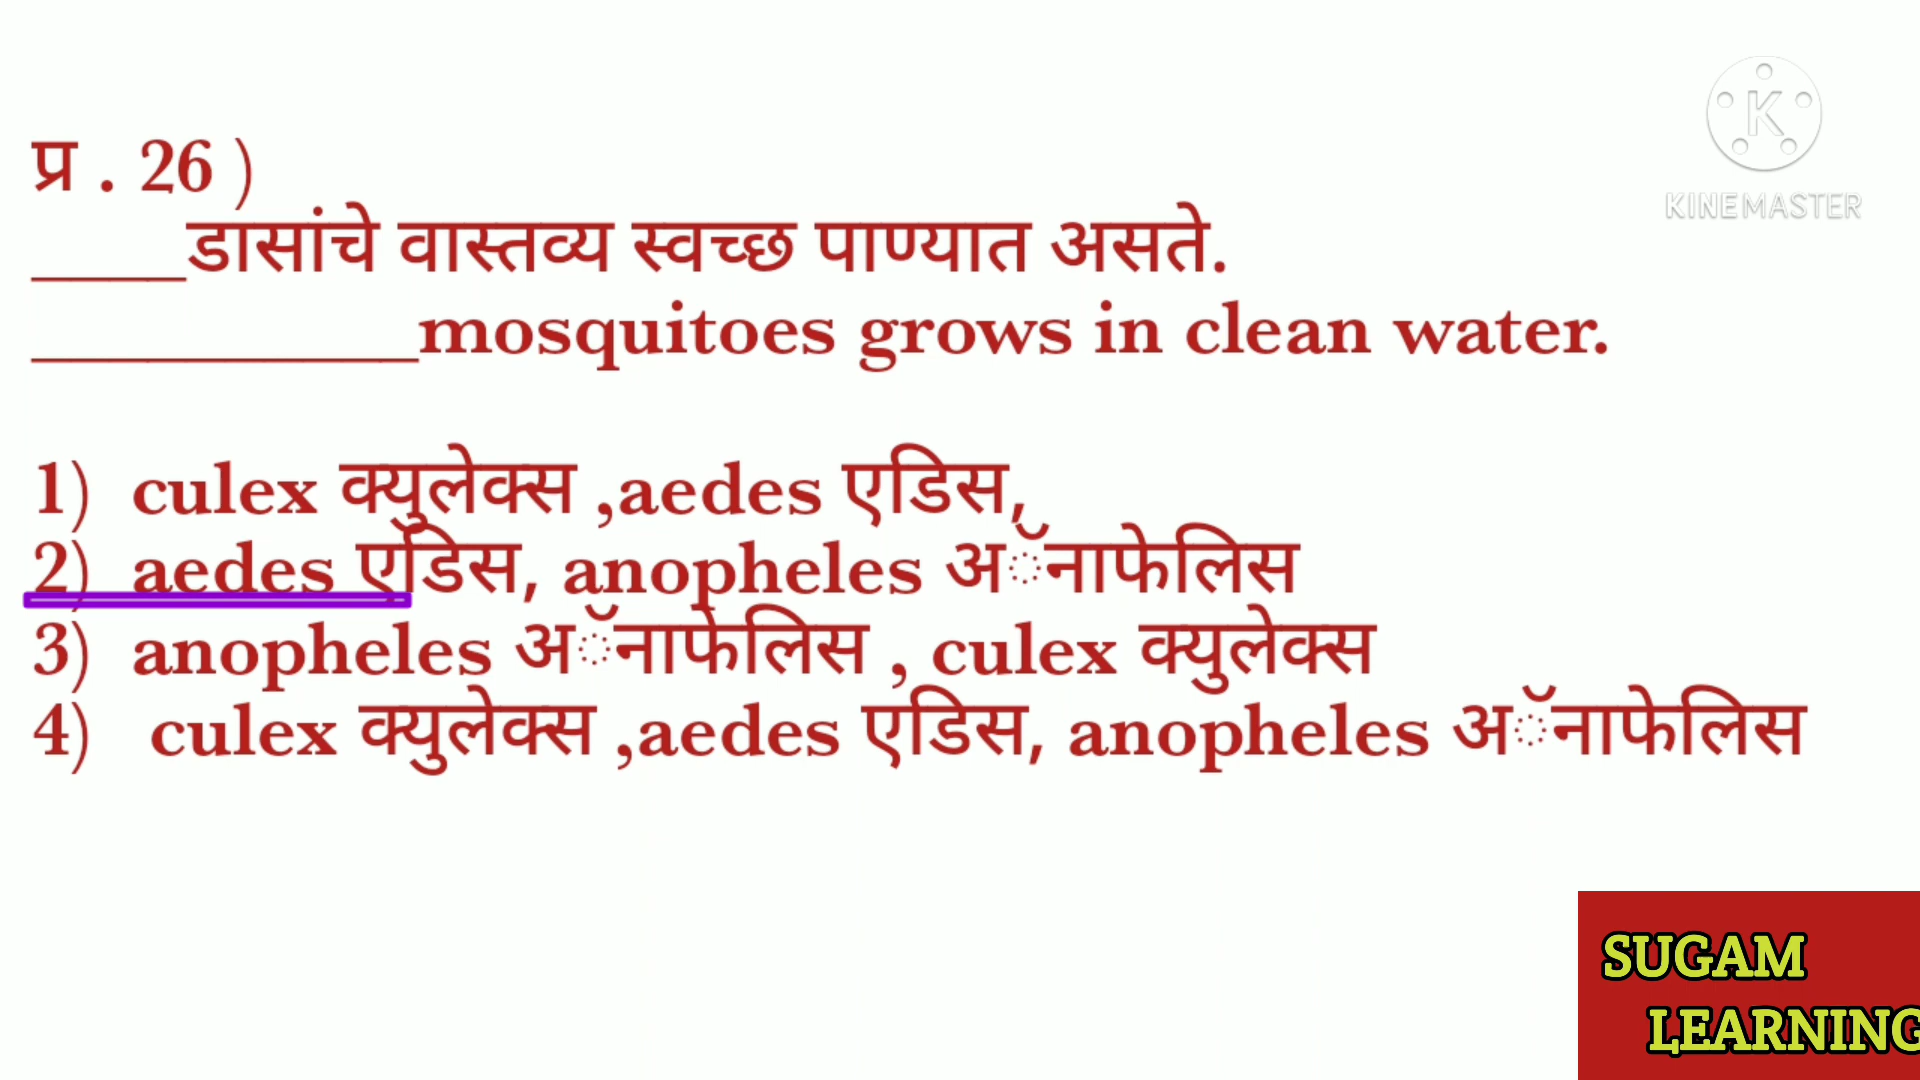 प्र . 26 )
____डासांचे वास्तव्य स्वच्छ पाण्यात असते.
__________mosquitoes grows in clean water.
1) culex क्युलेक्स ,aedes एडिस,
2) aedes एडिस, anopheles अॅनाफेलिस
3) anopheles अॅनाफेलिस , culex क्युलेक्स
4) culex क्युलेक्स ,aedes एडिस, anopheles अॅनाफेलिस
K
KINEMASTER
SUGAM
LEARNING